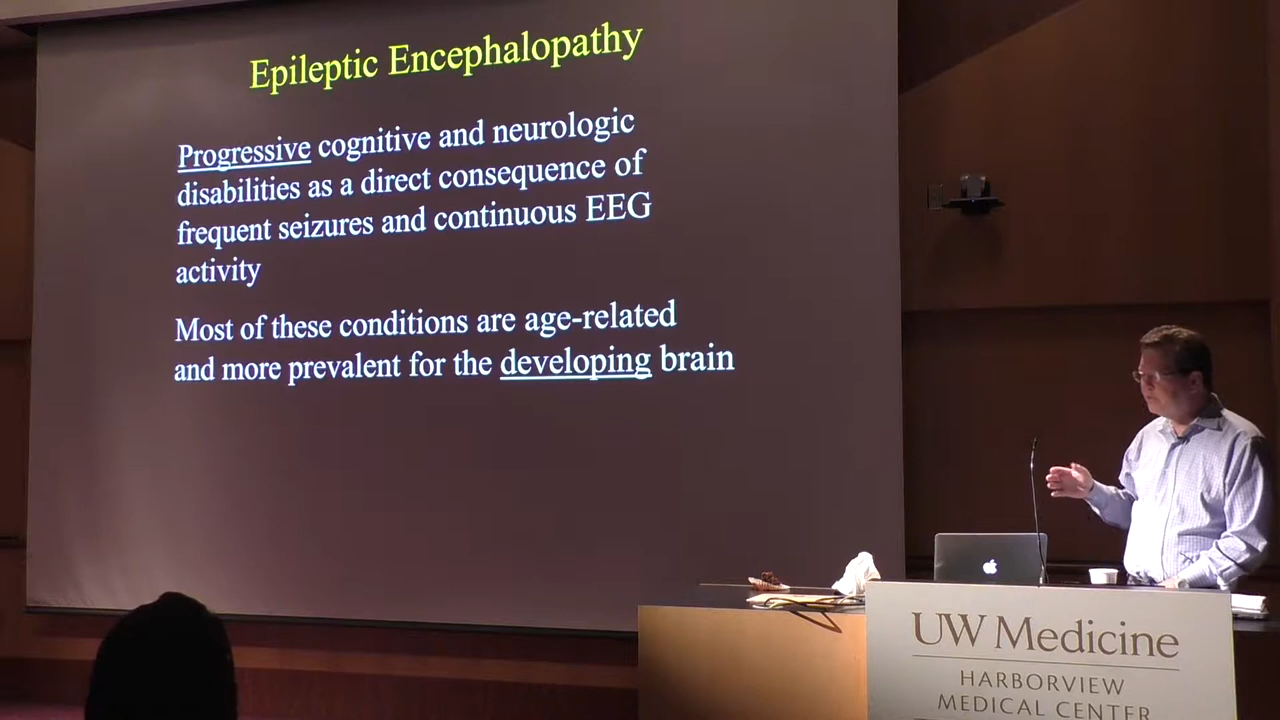 Epileptic Encephalopathy
Progressive cognitive and neurologic
disabilities as a direct consequence of
frequent seizures and continuous EEG
activity
Most of these conditions are age-related
and more prevalent for the developing brain
UW Medicine
HARBORVIEW
MEDICAL CENTER